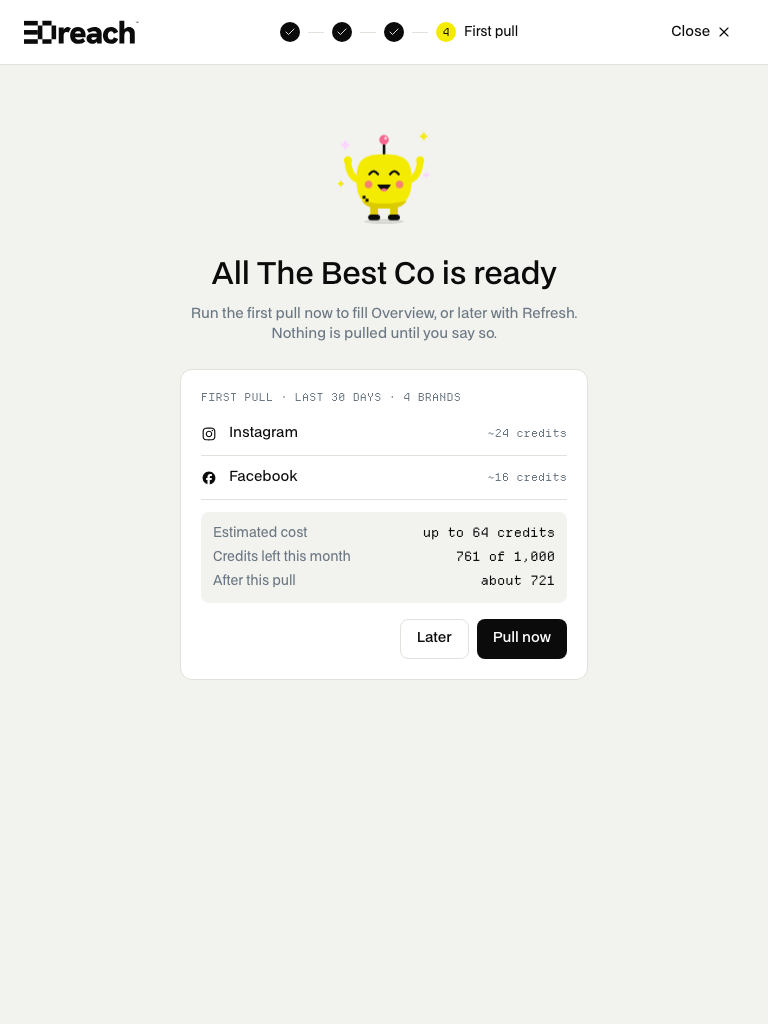 reach
4 First pull
Close
All The Best Co is ready
Run the first pull now to fill Overview, or later with Refresh.
Nothing is pulled until you say so.
FIRST PULL · LAST 30 DAYS · 4 BRANDS
Instagram ~24 credits
Facebook ~16 credits
Estimated cost up to 64 credits
Credits left this month 761 of 1,000
After this pull about 721
Later Pull now